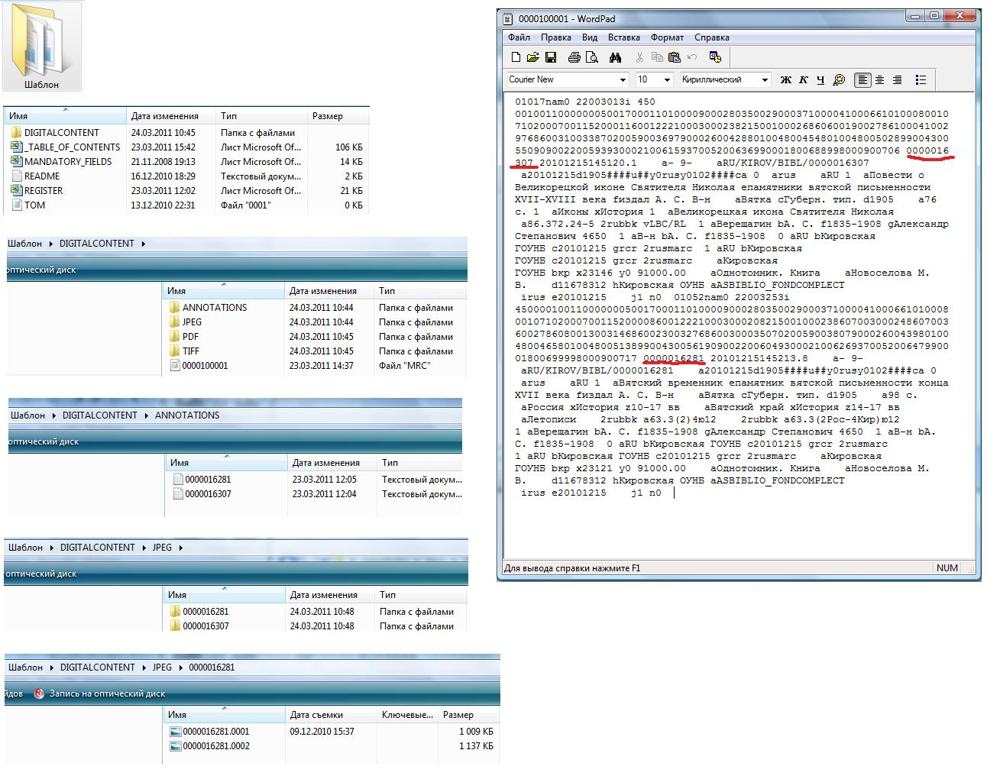 Шаблон
Имя Дата изменения Тип Размер
DIGITALCONTENT 24.03.2011 10:45 Папка с файлами
_TABLE_OF_CONTENTS 23.03.2011 15:42 Лист Microsoft Of... 106 КБ
MANDATORY_FIELDS 21.11.2008 19:13 Лист Microsoft Of... 14 КБ
README 16.12.2010 18:29 Текстовый докум... 2 КБ
REGISTER 23.03.2011 12:02 Лист Microsoft Of... 21 КБ
TOM 13.12.2010 22:31 Файл "0001" 0 КБ
Шаблон DIGITALCONTENT
оптический диск
Имя Дата изменения Тип
ANNOTATIONS 24.03.2011 10:44 Папка с файлами
JPEG 24.03.2011 10:44 Папка с файлами
PDF 24.03.2011 10:45 Папка с файлами
TIFF 24.03.2011 10:45 Папка с файлами
0000100001 23.03.2011 14:37 Файл "MRC"
Шаблон DIGITALCONTENT ANNOTATIONS
оптический диск
Имя Дата изменения Тип
0000016281 23.03.2011 12:05 Текстовый докум...
0000016307 23.03.2011 12:04 Текстовый докум...
Шаблон DIGITALCONTENT JPEG
оптический диск
Имя Дата изменения Тип
0000016281 24.03.2011 10:48 Папка с файлами
0000016307 24.03.2011 10:48 Папка с файлами
Шаблон DIGITALCONTENT JPEG 0000016281
йдов Запись на оптический диск
Имя Дата съемки Ключевые... Размер
0000016281.0001 09.12.2010 15:37 1 009 КБ
0000016281.0002 1 137 КБ
0000100001 - WordPad
Файл Правка Вид Вставка Формат Справка
Courier New 10 Кириллический Ж К Ч
01017nam0 22003013i 450
0010011000000005001700011010000900028035002900037100004100066101000800107
1020007001152000116001222210003000238215001000268606001900278610004100297
6860031003387020059003697900026004288010048004548010048005028990043005509
09002200593930002100615937005200636990001800688998000900706 0000016
307 20101215145120.1 a- 9- aRU/KIROV/BIBL/0000016307
a20101215d1905####u##y0rusy0102####ca 0 arus aRU 1 aПовести о
Великорецкой иконе Святителя Николая eпамятники вятской письменности
XVII-XVIII века fиздал А. С. В-н aВятка cГуберн. тип. d1905 a76
с. 1 aИконы xИстория 1 aВеликорецкая икона Святителя Николая
a86.372.24-5 2rubbk vLBC/RL 1 aВерещагин bА. С. f1835-1908 gАлександр
Степанович 4650 1 aВ-н bА. С. f1835-1908 0 aRU bКировская
ГОУНБ c20101215 grcr 2rusmarc 1 aRU bКировская
ГОУНБ c20101215 grcr 2rusmarc aКировская
ГОУНБ bкр x23146 y0 91000.00 aОднотомник. Книга aНовоселова М.
В. d11678312 hКировская ОУНБ aASBIBLIO_FONDCOMPLECT
irus e20101215 j1 n0 01052nam0 22003253i
0000016281 20101215145213.8 a- 9-
aRU/KIROV/BIBL/0000016281 a20101215d1905####u##y0rusy0102####ca 0
arus aRU 1 aВятский временник eпамятник вятской письменности конца
XVII века fиздал А. С. В-н aВятка cГуберн. тип. d1905 a98 с.
aРоссия xИстория z10-17 вв aВятский край xИстория z14-17 вв
aЛетописи 2rubbk a63.3(2)4ю12 2rubbk a63.3(2Рос-4Кир)ю12
1 aВерещагин bА. С. f1835-1908 gАлександр Степанович 4650 1 aВ-н bА.
С. f1835-1908 0 aRU bКировская ГОУНБ c20101215 grcr 2rusmarc
1 aRU bКировская ГОУНБ c20101215 grcr 2rusmarc aКировская
ГОУНБ bкр x23121 y0 91000.00 aОднотомник. Книга aНовоселова М.
В. d11678312 hКировская ОУНБ aASBIBLIO_FONDCOMPLECT
irus e20101215 j1 n0
Для вывода справки нажмите F1 NUM